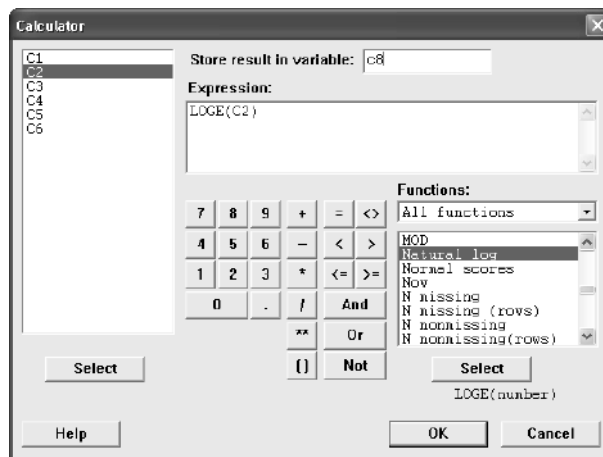 Calculator
C1
C2
C3
C4
C5
C6
Store result in variable: c8
Expression:
LOGE(C2)
Functions:
All functions
7 8 9 + = <>
4 5 6 − < >
1 2 3 * <= >=
0 . / And
** Or
() Not
MOD
Natural log
Normal scores
Nov
N missing
N missing (rows)
N nonmissing
N nonmissing(rows)
Select
Select
LOGE(number)
Help
OK
Cancel